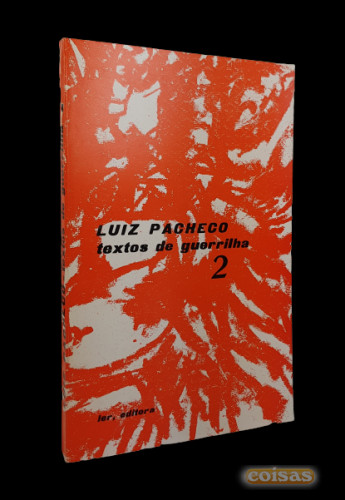 LUIZ PACHECO
textos de guerrilha
2
ler, editora
coisas